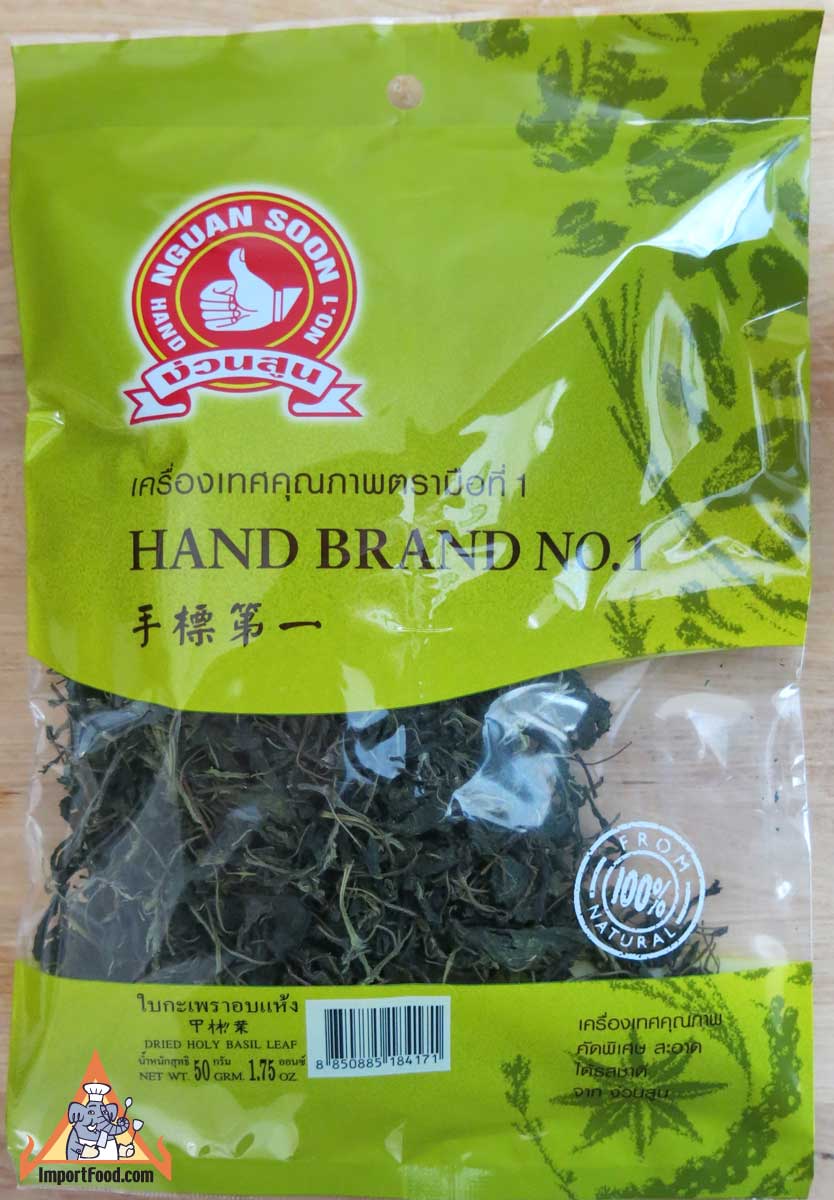 NGUAN SOON
HAND
NO.1
ง่วนสูน
เครื่องเทศคุณภาพตรามือที่ 1
HAND BRAND NO.1
手標第一
FROM
100%
NATURAL
ใบกะเพราอบแห้ง
DRIED HOLY BASIL LEAF
น้ำหนักสุทธิ 50 กรัม 1.75 ออนซ์
NET WT. 50 GRM. 1.75 OZ.
8 850885 184171
เครื่องเทศคุณภาพ
คัดพิเศษ สะอาด
ได้รสชาติ
จาก ง่วนสูน
ImportFood.com